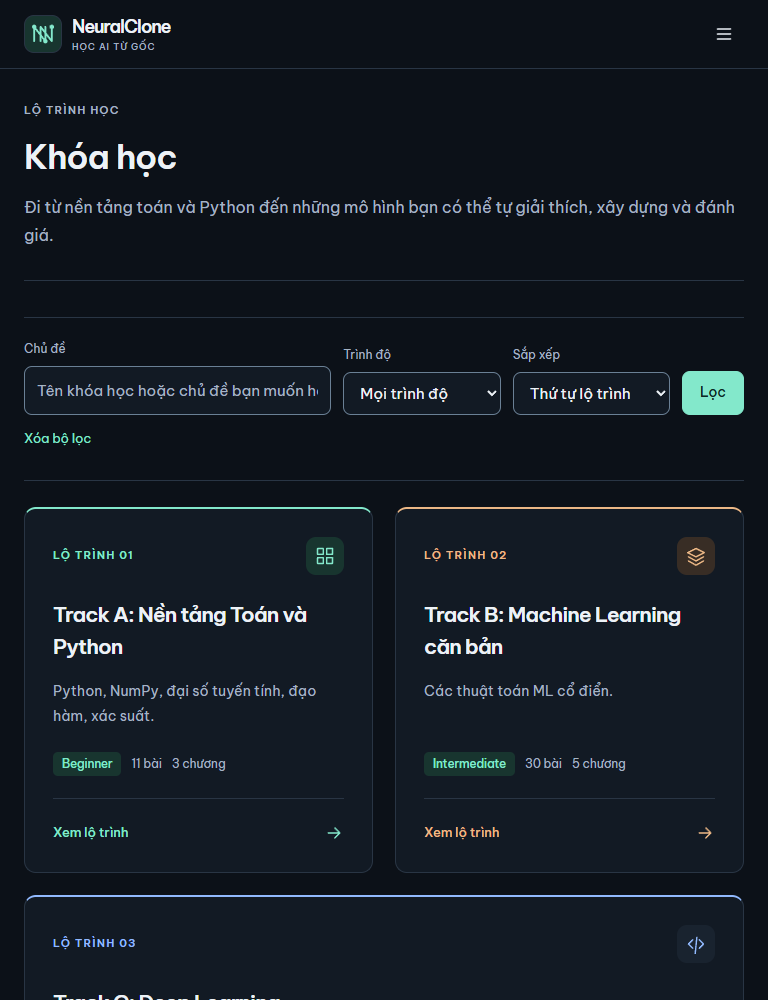 NeuralClone
HỌC AI TỪ GỐC
LỘ TRÌNH HỌC
Khóa học
Đi từ nền tảng toán và Python đến những mô hình bạn có thể tự giải thích, xây dựng và đánh
giá.
Chủ đề
Trình độ
Sắp xếp
Tên khóa học hoặc chủ đề bạn muốn
Mọi trình độ
Thứ tự lộ trình
Lọc
Xóa bộ lọc
LỘ TRÌNH 01
Track A: Nền tảng Toán và
Python
Python, NumPy, đại số tuyến tính, đạo
hàm, xác suất.
Beginner 11 bài 3 chương
Xem lộ trình
LỘ TRÌNH 02
Track B: Machine Learning
căn bản
Các thuật toán ML cổ điển.
Intermediate 30 bài 5 chương
Xem lộ trình
LỘ TRÌNH 03
Track C: Deep Learning